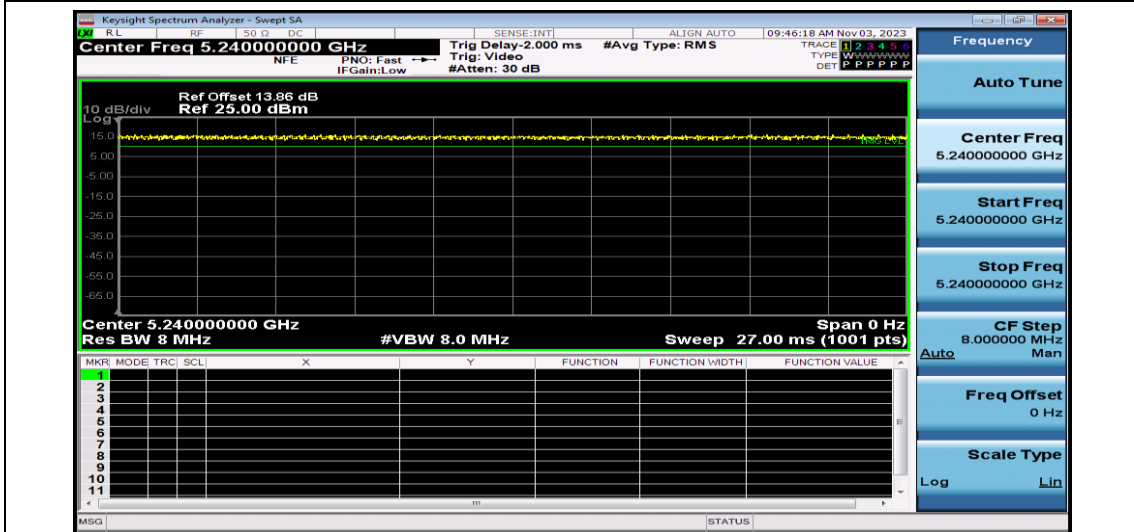 Keysight Spectrum Analyzer - Swept SA
LXI RL RF 50 Ω DC SENSE:INT ALIGN AUTO 09:46:18 AM Nov 03, 2023
Center Freq 5.240000000 GHz
NFE
PNO: Fast
IFGain:Low
Trig Delay-2.000 ms
Trig: Video
#Atten: 30 dB
#Avg Type: RMS
TRACE 1 2 3 4 5 6
TYPE WWWWWW
DET P P P P P P
Ref Offset 13.86 dB
10 dB/div Ref 25.00 dBm
Log
15.0
TRIG LVL
5.00
-5.00
-15.0
-25.0
-35.0
-45.0
-55.0
-65.0
Center 5.240000000 GHz Span 0 Hz
Res BW 8 MHz #VBW 8.0 MHz Sweep 27.00 ms (1001 pts)
MKR MODE TRC SCL X Y FUNCTION FUNCTION WIDTH FUNCTION VALUE
1
2
3
4
5
6
7
8
9
10
11
MSG STATUS
Frequency
Auto Tune
Center Freq
5.240000000 GHz
Start Freq
5.240000000 GHz
Stop Freq
5.240000000 GHz
CF Step
8.000000 MHz
Auto Man
Freq Offset
0 Hz
Scale Type
Log Lin